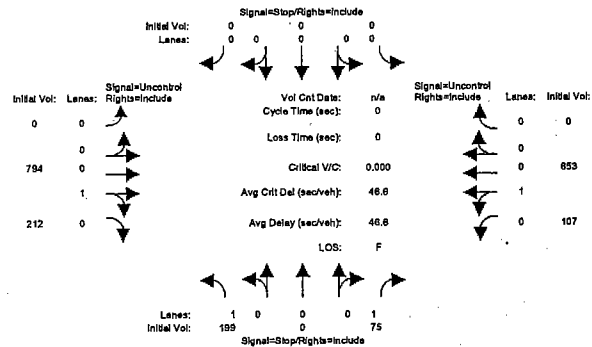 Signal=Stop/Rights=Include
Initial Vol: 0 0 0
Lanes: 0 0 0 0 0
Signal=Uncontrol
Initial Vol: Lanes: Rights=Include
Vol Cnt Date: n/a
Signal=Uncontrol
Rights=Include Lanes: Initial Vol:
Cycle Time (sec): 0
0 0
0 0
Loss Time (sec): 0
0
0
794 0
Critical V/C: 0.000
0 653
1
Avg Crit Del (sec/veh): 46.6
1
212 0
Avg Delay (sec/veh): 46.6
0 107
LOS: F
Lanes: 1 0 0 0 1
Initial Vol: 199 0 75
Signal=Stop/Rights=Include